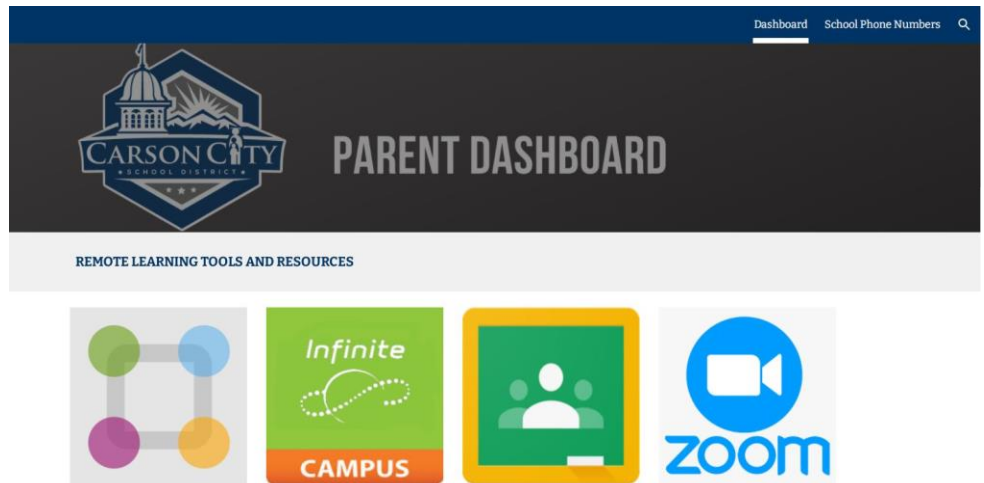 Dashboard School Phone Numbers
CARSON CITY
SCHOOL DISTRICT
PARENT DASHBOARD
REMOTE LEARNING TOOLS AND RESOURCES
Infinite
CAMPUS
zoom